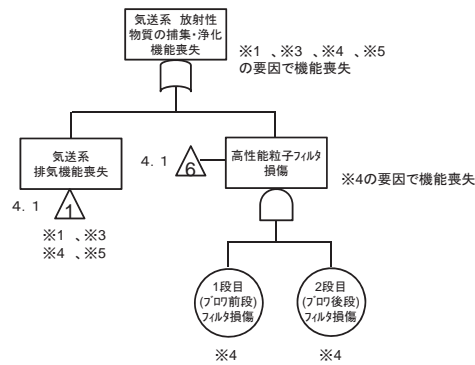 気送系 放射性
物質の捕集･浄化
機能喪失
※1 、※3 、※4 、※5
の要因で機能喪失
気送系
排気機能喪失
4. 1
1
※1 、※3
※4 、※5
4. 1
6
高性能粒子ﾌｨﾙﾀ
損傷
※4の要因で機能喪失
1段目
(ﾌﾞﾛﾜ前段)
ﾌｨﾙﾀ損傷
※4
2段目
(ﾌﾞﾛﾜ後段)
ﾌｨﾙﾀ損傷
※4